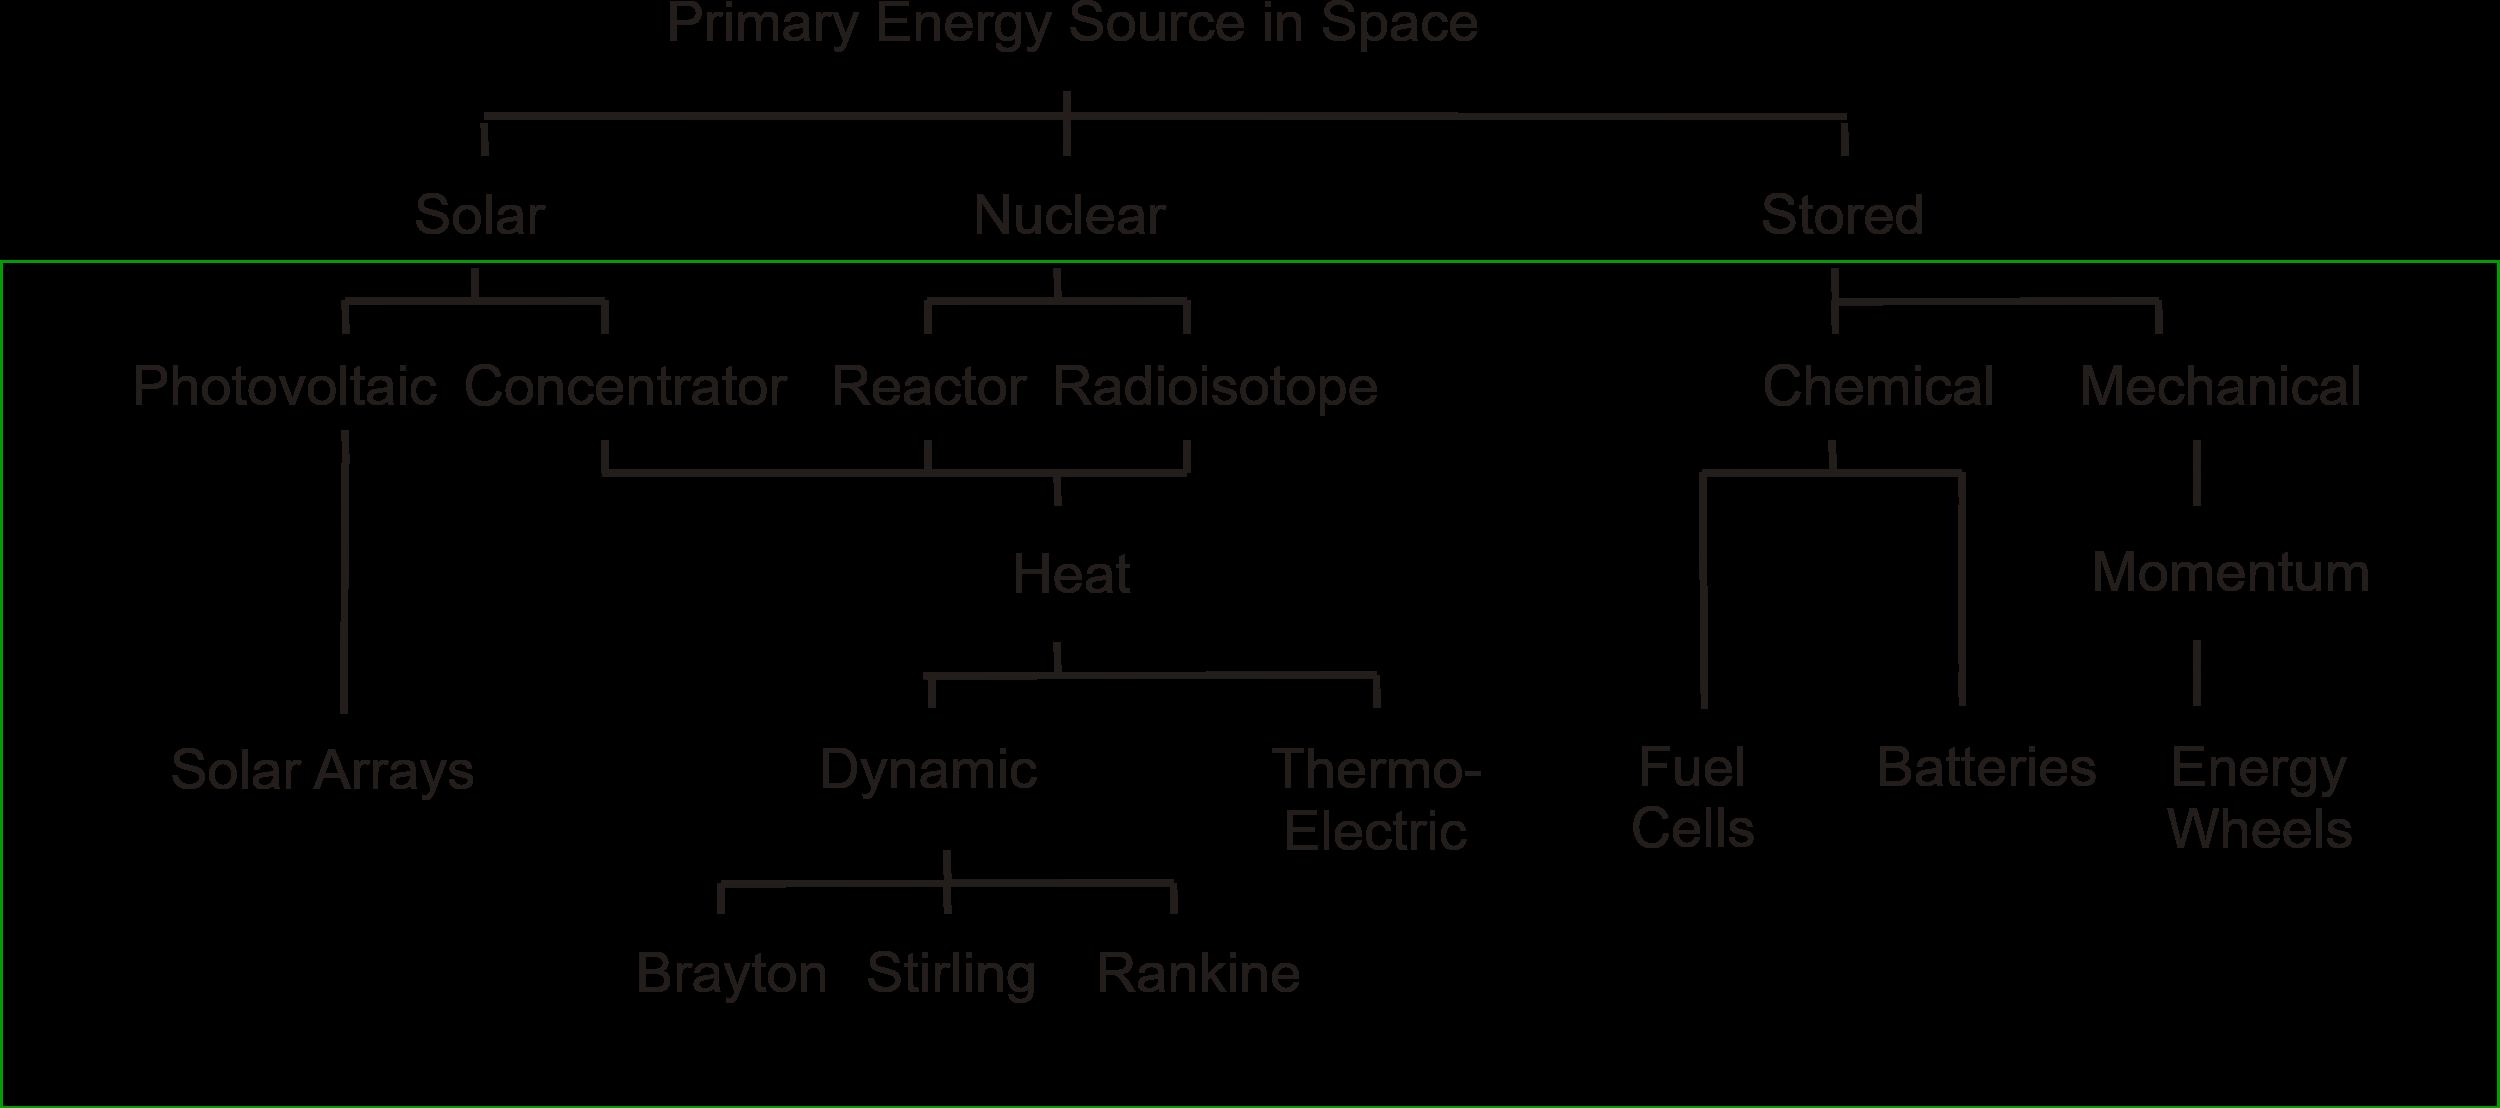 Primary Energy Source in Space
Solar
Nuclear
Stored
Photovoltaic
Concentrator
Reactor
Radioisotope
Chemical
Mechanical
Heat
Momentum
Solar Arrays
Dynamic
Thermo-
Electric
Fuel
Cells
Batteries
Energy
Wheels
Brayton
Stirling
Rankine